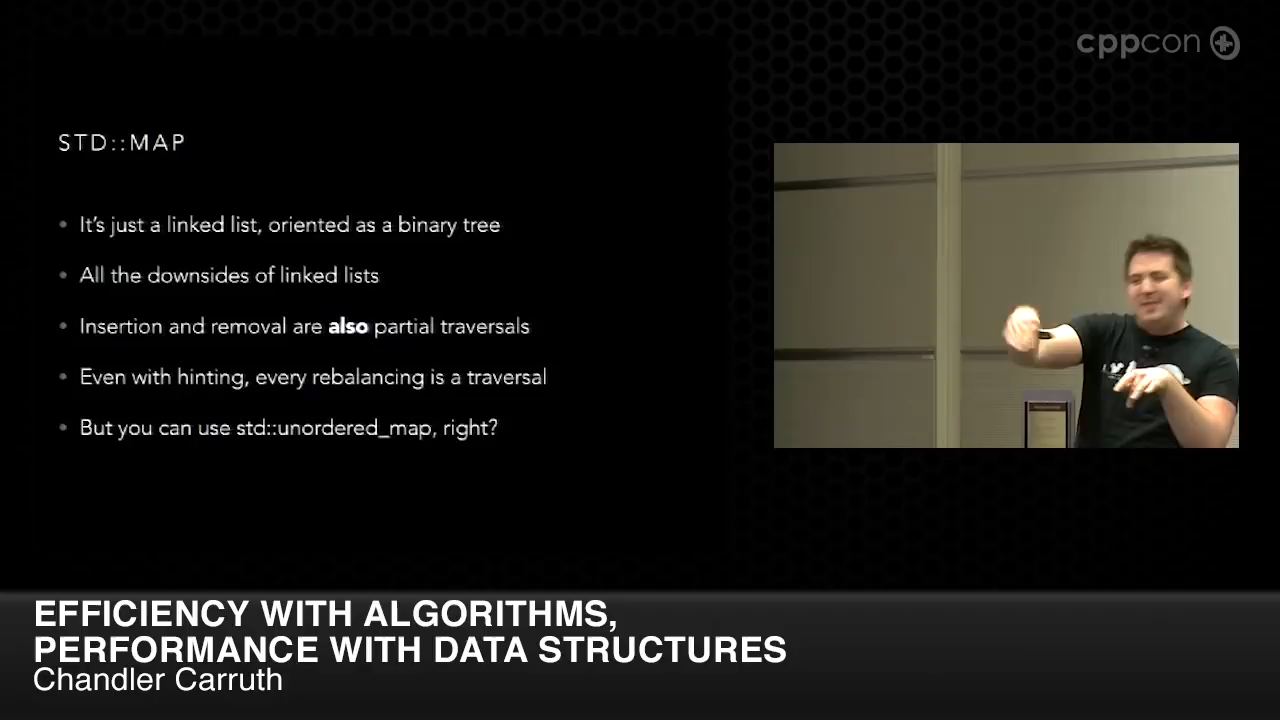 cppcon
STD::MAP
• It's just a linked list, oriented as a binary tree
• All the downsides of linked lists
• Insertion and removal are also partial traversals
• Even with hinting, every rebalancing is a traversal
• But you can use std::unordered_map, right?
EFFICIENCY WITH ALGORITHMS,
PERFORMANCE WITH DATA STRUCTURES
Chandler Carruth